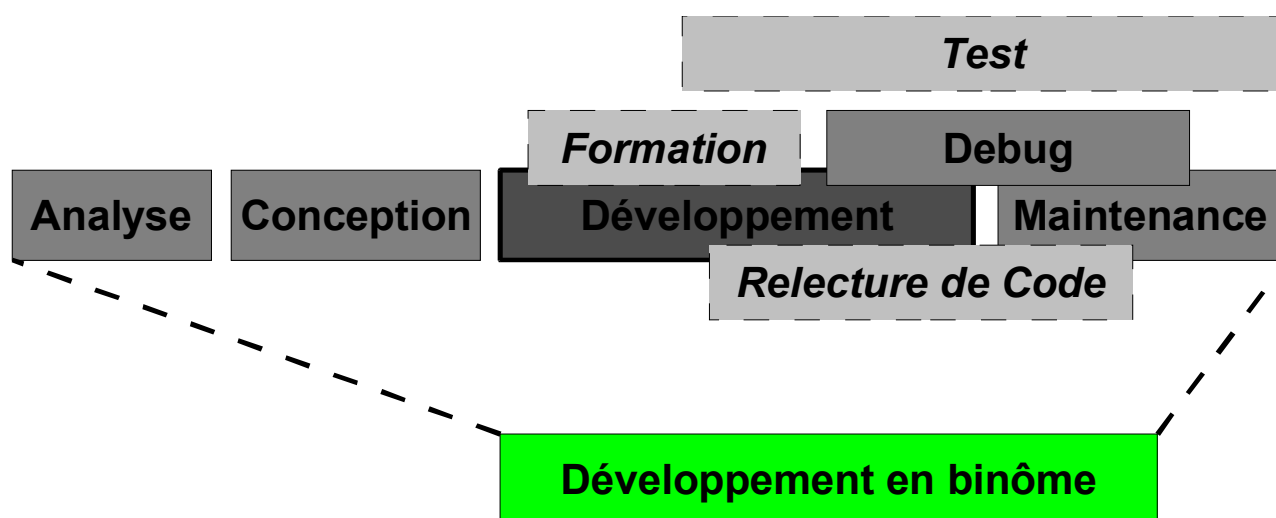 Test
Formation
Debug
Analyse
Conception
Développement
Maintenance
Relecture de Code
Développement en binôme